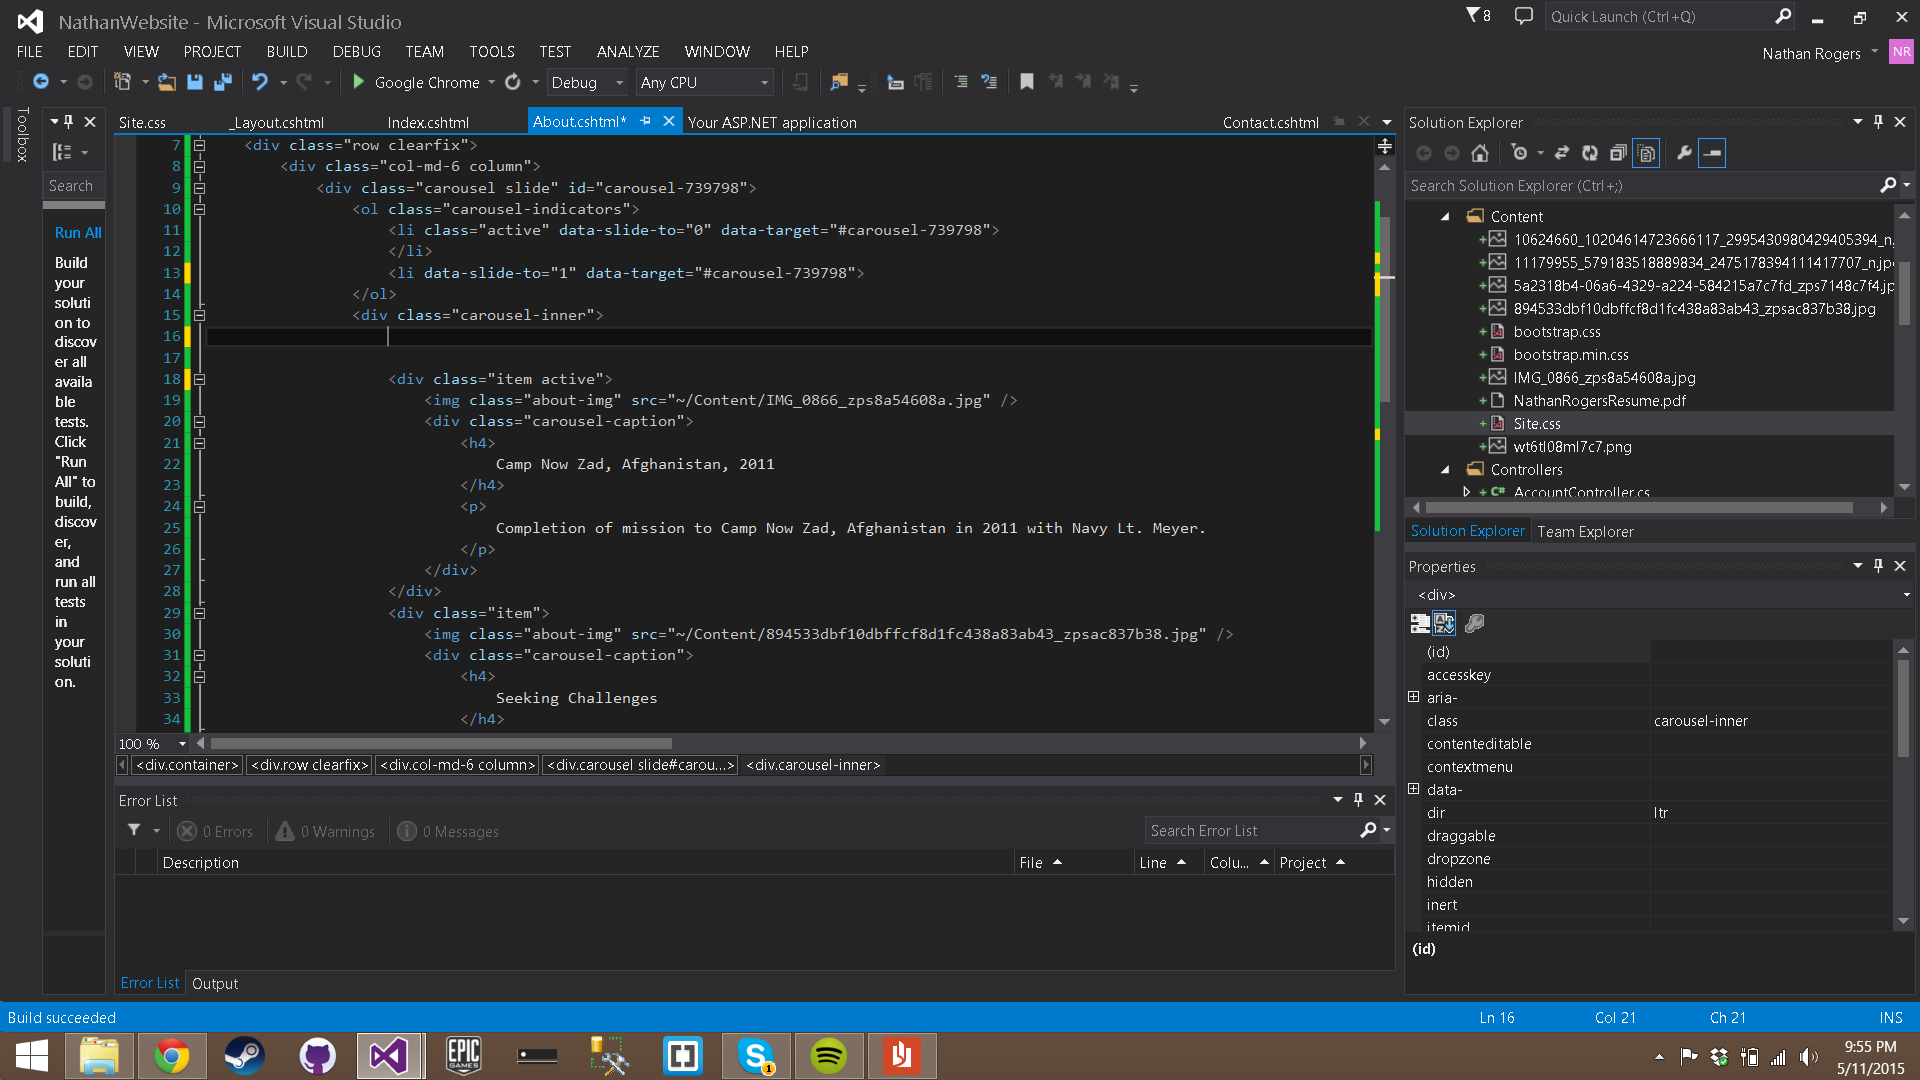 NathanWebsite - Microsoft Visual Studio
8
Quick Launch (Ctrl+Q)
FILE EDIT VIEW PROJECT BUILD DEBUG TEAM TOOLS TEST ANALYZE WINDOW HELP
Nathan Rogers NR
Google Chrome Debug Any CPU
Toolbox
Search
Run All
Build
your
soluti
on to
discov
er all
availa
ble
tests.
Click
"Run
All" to
build,
discov
er,
and
run all
tests
in
your
soluti
on.
Site.css _Layout.cshtml Index.cshtml About.cshtml* Your ASP.NET application Contact.cshtml
7 <div class="row clearfix">
8 <div class="col-md-6 column">
9 <div class="carousel slide" id="carousel-739798">
10 <ol class="carousel-indicators">
11 <li class="active" data-slide-to="0" data-target="#carousel-739798">
12 </li>
13 <li data-slide-to="1" data-target="#carousel-739798">
14 </ol>
15 <div class="carousel-inner">
16
17
18 <div class="item active">
19 <img class="about-img" src="~/Content/IMG_0866_zps8a54608a.jpg" />
20 <div class="carousel-caption">
21 <h4>
22 Camp Now Zad, Afghanistan, 2011
23 </h4>
24 <p>
25 Completion of mission to Camp Now Zad, Afghanistan in 2011 with Navy Lt. Meyer.
26 </p>
27 </div>
28 </div>
29 <div class="item">
30 <img class="about-img" src="~/Content/894533dbf10dbffcf8d1fc438a83ab43_zpsac837b38.jpg" />
31 <div class="carousel-caption">
32 <h4>
33 Seeking Challenges
34 </h4>
100 %
<div.container> <div.row clearfix> <div.col-md-6 column> <div.carousel slide#carou...> <div.carousel-inner>
Error List
0 Errors 0 Warnings 0 Messages
Search Error List
Description File Line Colu... Project
Error List Output
Solution Explorer
Search Solution Explorer (Ctrl+;)
Content
10624660_10204614723666117_2995430980429405394_n.
11179955_579183518889834_2475178394111417707_n.jp
5a2318b4-06a6-4329-a224-584215a7c7fd_zps7148c7f4.jp
894533dbf10dbffcf8d1fc438a83ab43_zpsac837b38.jpg
bootstrap.css
bootstrap.min.css
IMG_0866_zps8a54608a.jpg
NathanRogersResume.pdf
Site.css
wt6tl08ml7c7.png
Controllers
C# AccountController.cs
Solution Explorer Team Explorer
Properties
<div>
(id)
accesskey
aria-
class carousel-inner
contenteditable
contextmenu
data-
dir ltr
draggable
dropzone
hidden
inert
itemid
(id)
Build succeeded
Ln 16 Col 21 Ch 21 INS
EPIC GAMES
1
9:55 PM
5/11/2015